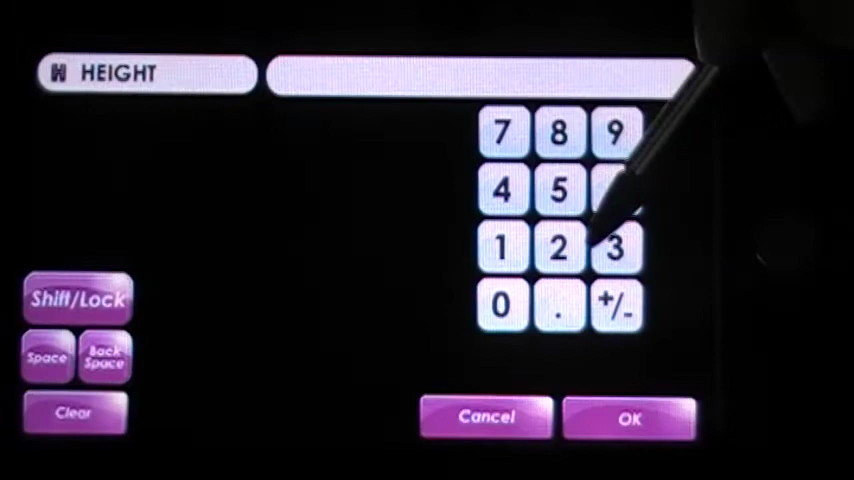 H HEIGHT
7 8 9
4 5
1 2 3
0 . +/-
Shift/Lock
Space Back Space
Clear
Cancel OK